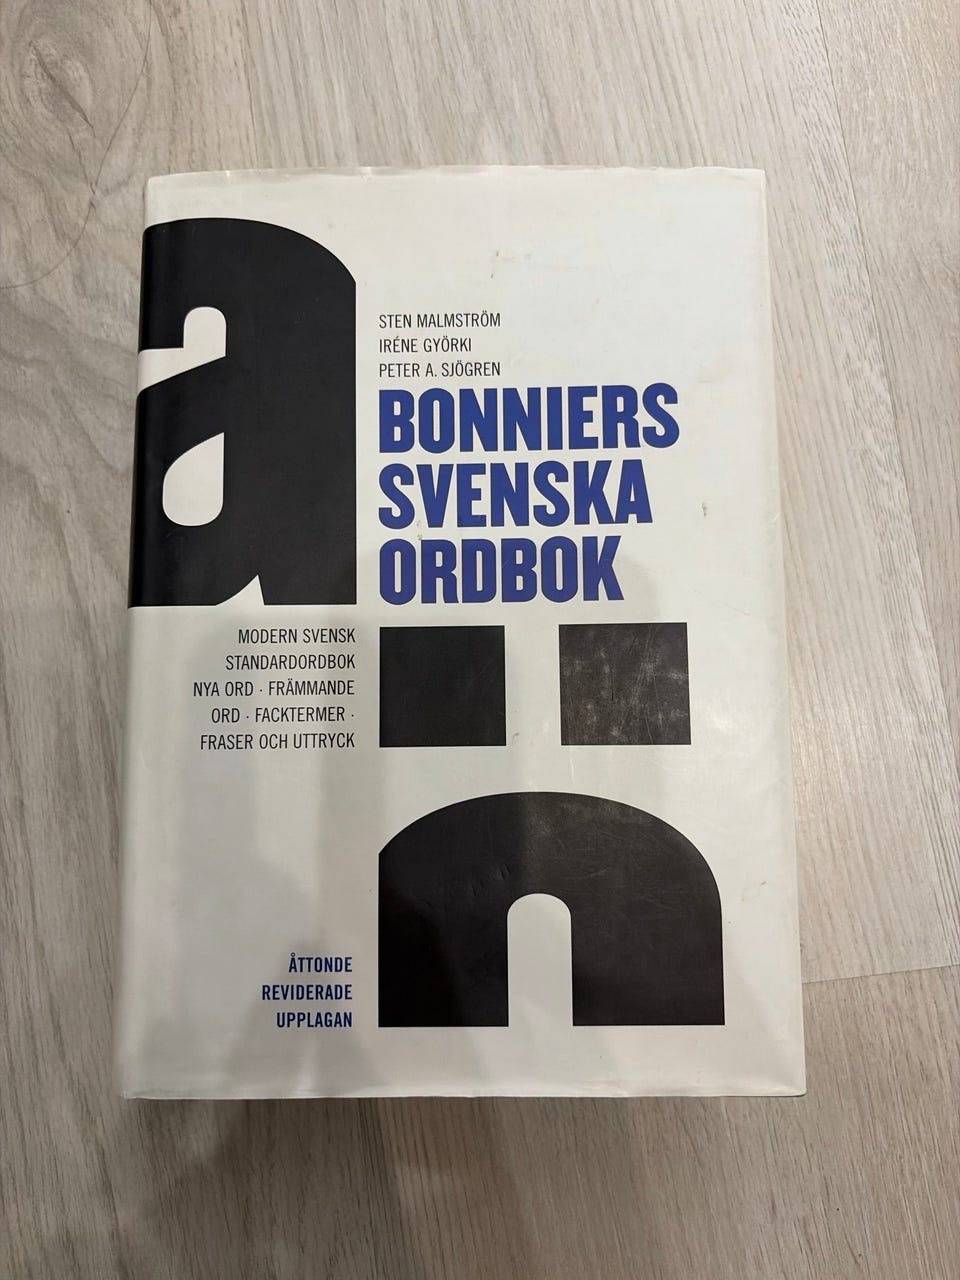 a
STEN MALMSTRÖM
IRÉNE GYÖRKI
PETER A. SJÖGREN
BONNIERS
SVENSKA
ORDBOK
MODERN SVENSK
STANDARDORDBOK
NYA ORD · FRÄMMANDE
ORD · FACKTERMER ·
FRASER OCH UTTRYCK
ÅTTONDE
REVIDERADE
UPPLAGAN